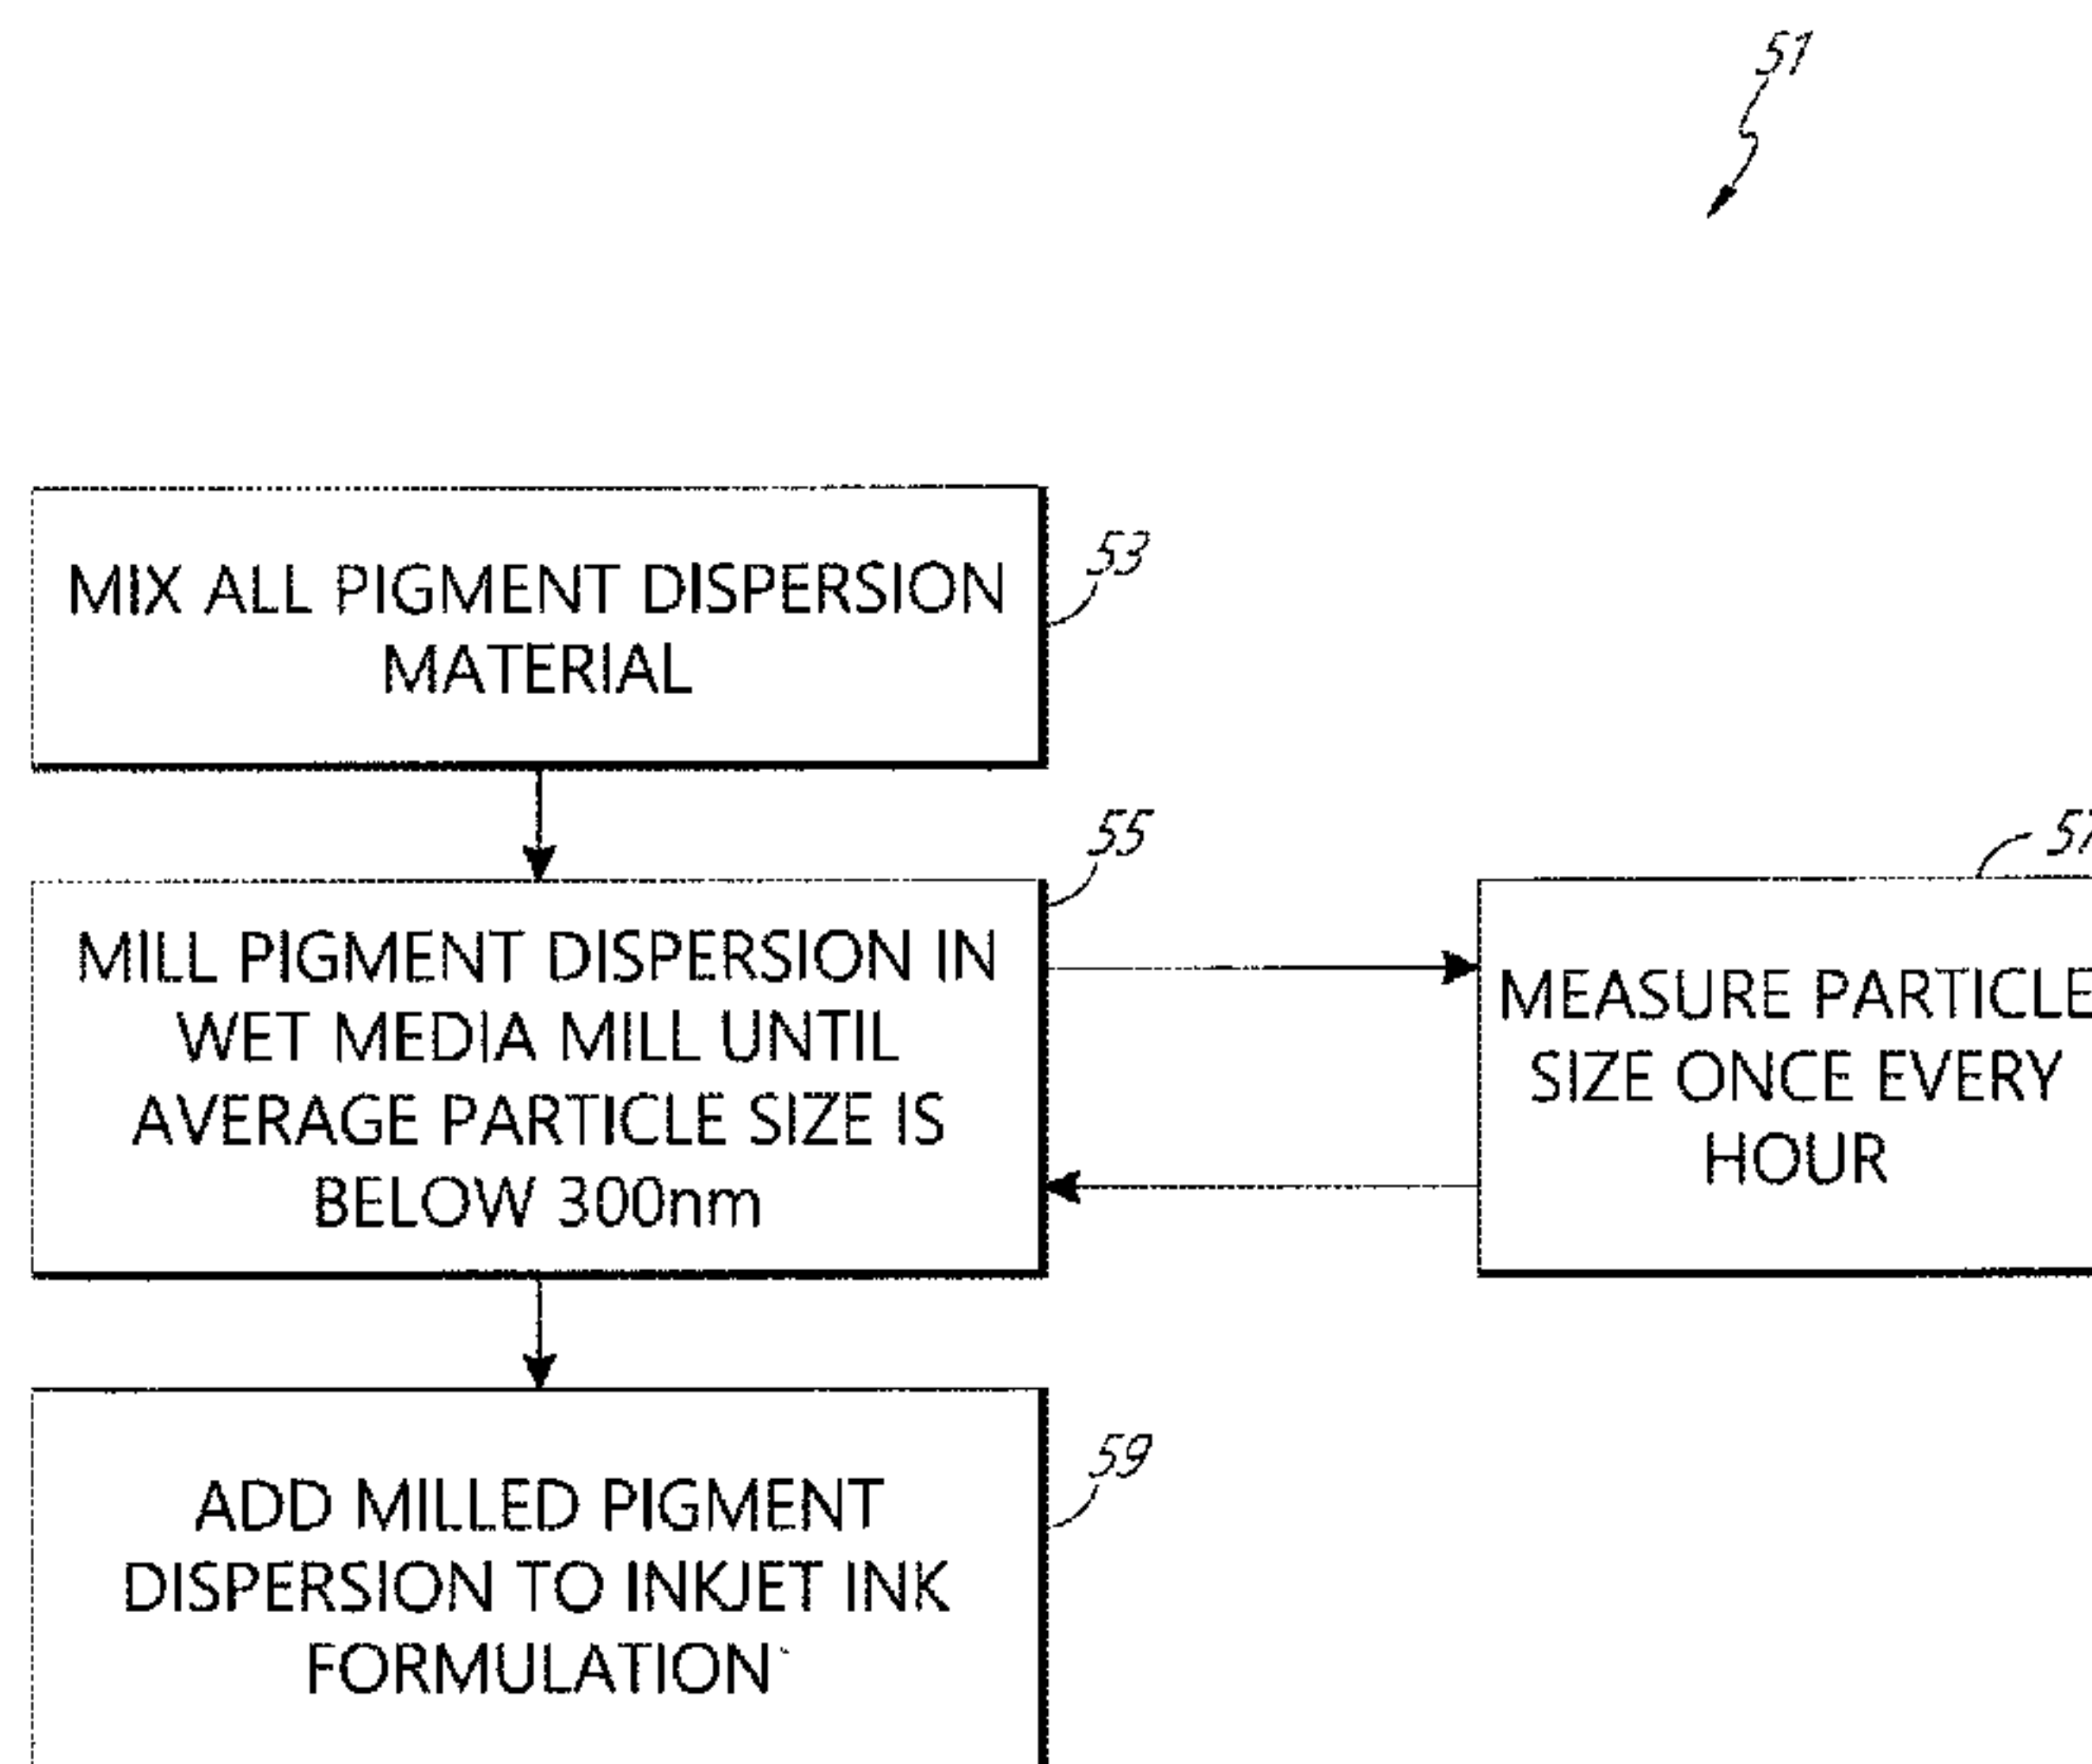 51
MIX ALL PIGMENT DISPERSION
MATERIAL
53
MILL PIGMENT DISPERSION IN
WET MEDIA MILL UNTIL
AVERAGE PARTICLE SIZE IS
BELOW 300nm
55
MEASURE PARTICLE
SIZE ONCE EVERY
HOUR
57
ADD MILLED PIGMENT
DISPERSION TO INKJET INK
FORMULATION
59